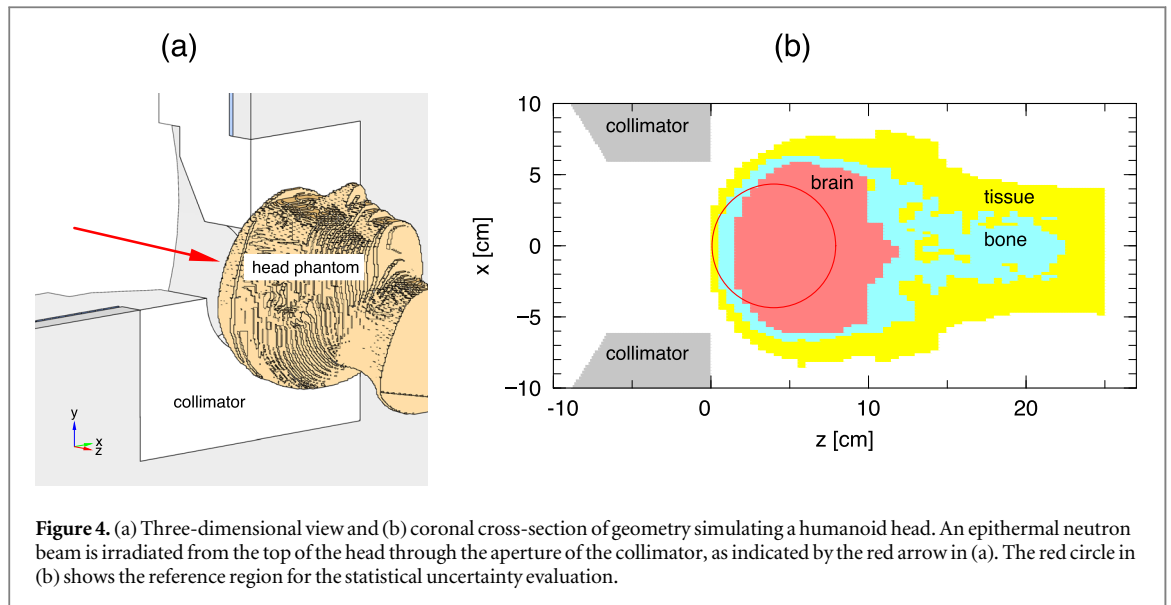 (a)
head phantom
collimator
y
x
z
(b)
10
5
0
−5
−10
x [cm]
collimator
brain
tissue
bone
collimator
-10
0
10
20
z [cm]
Figure 4. (a) Three-dimensional view and (b) coronal cross-section of geometry simulating a humanoid head. An epithermal neutron
beam is irradiated from the top of the head through the aperture of the collimator, as indicated by the red arrow in (a). The red circle in
(b) shows the reference region for the statistical uncertainty evaluation.